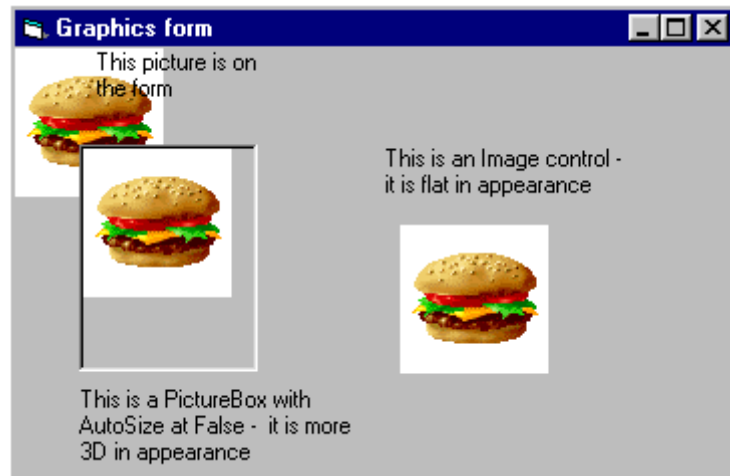 Graphics form
This picture is on
the form
This is an Image control -
it is flat in appearance
This is a PictureBox with
AutoSize at False -  it is more
3D in appearance